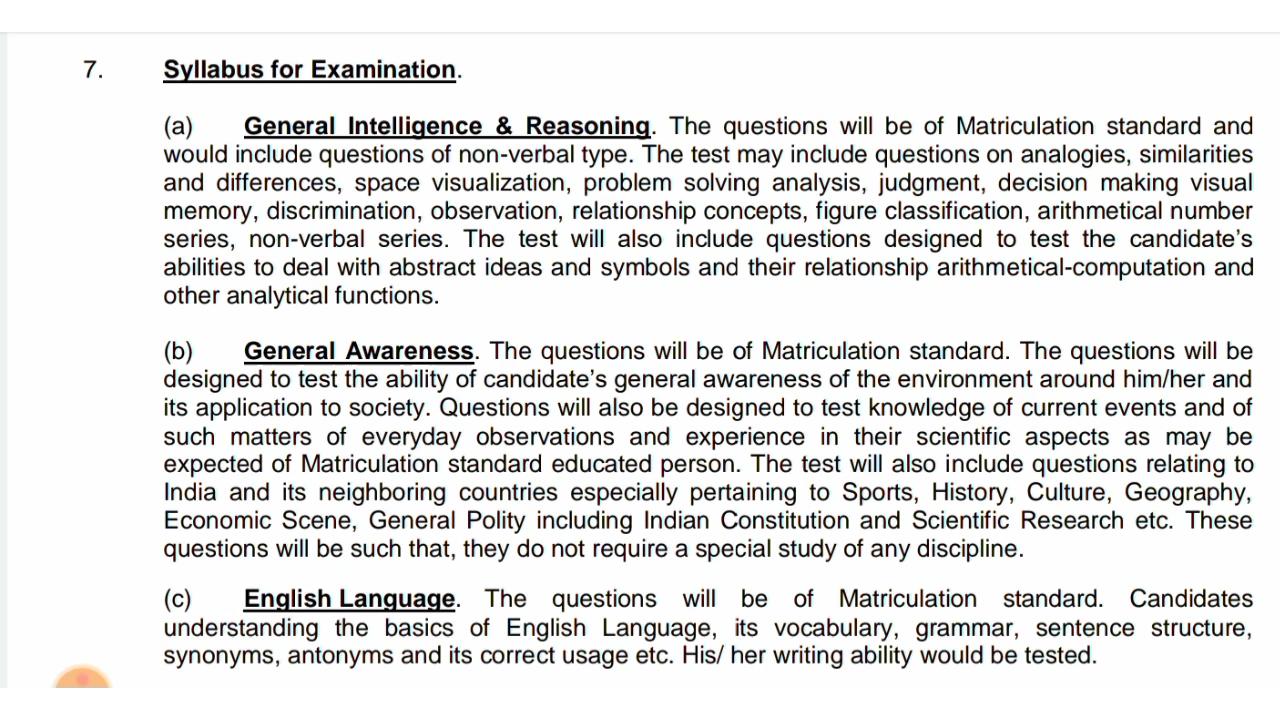 7. Syllabus for Examination.
(a) General Intelligence & Reasoning. The questions will be of Matriculation standard and
would include questions of non-verbal type. The test may include questions on analogies, similarities
and differences, space visualization, problem solving analysis, judgment, decision making visual
memory, discrimination, observation, relationship concepts, figure classification, arithmetical number
series, non-verbal series. The test will also include questions designed to test the candidate’s
abilities to deal with abstract ideas and symbols and their relationship arithmetical-computation and
other analytical functions.
(b) General Awareness. The questions will be of Matriculation standard. The questions will be
designed to test the ability of candidate’s general awareness of the environment around him/her and
its application to society. Questions will also be designed to test knowledge of current events and of
such matters of everyday observations and experience in their scientific aspects as may be
expected of Matriculation standard educated person. The test will also include questions relating to
India and its neighboring countries especially pertaining to Sports, History, Culture, Geography,
Economic Scene, General Polity including Indian Constitution and Scientific Research etc. These
questions will be such that, they do not require a special study of any discipline.
(c) English Language. The questions will be of Matriculation standard. Candidates
understanding the basics of English Language, its vocabulary, grammar, sentence structure,
synonyms, antonyms and its correct usage etc. His/ her writing ability would be tested.